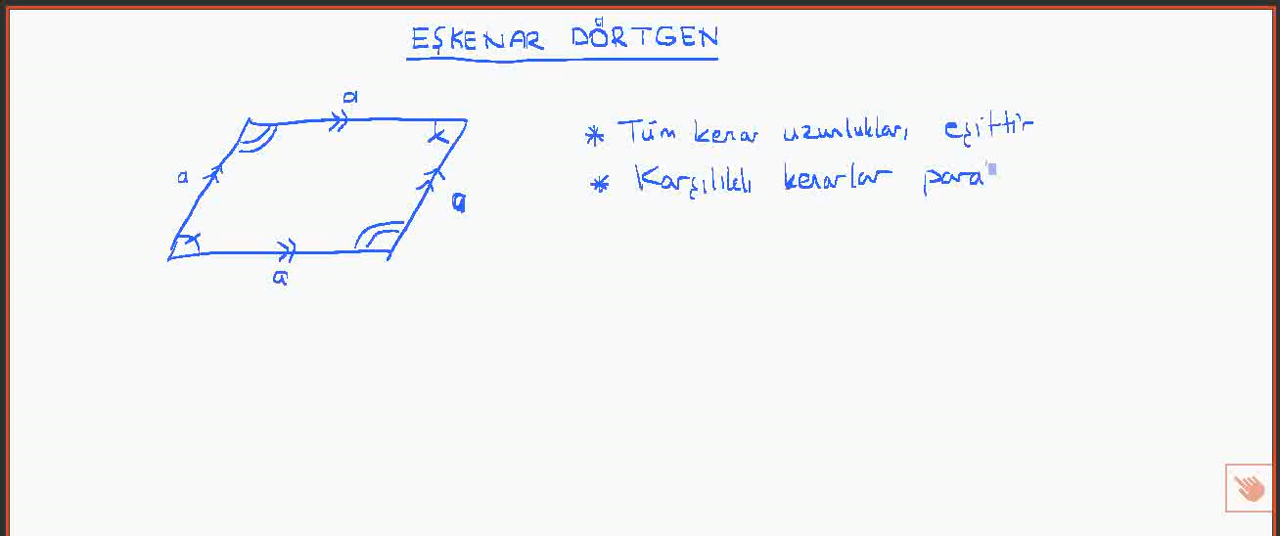 EŞKENAR DÖRTGEN
a
* Tüm kenar uzunlukları eşittir
a
* Karşılıklı kenarlar para
a
a